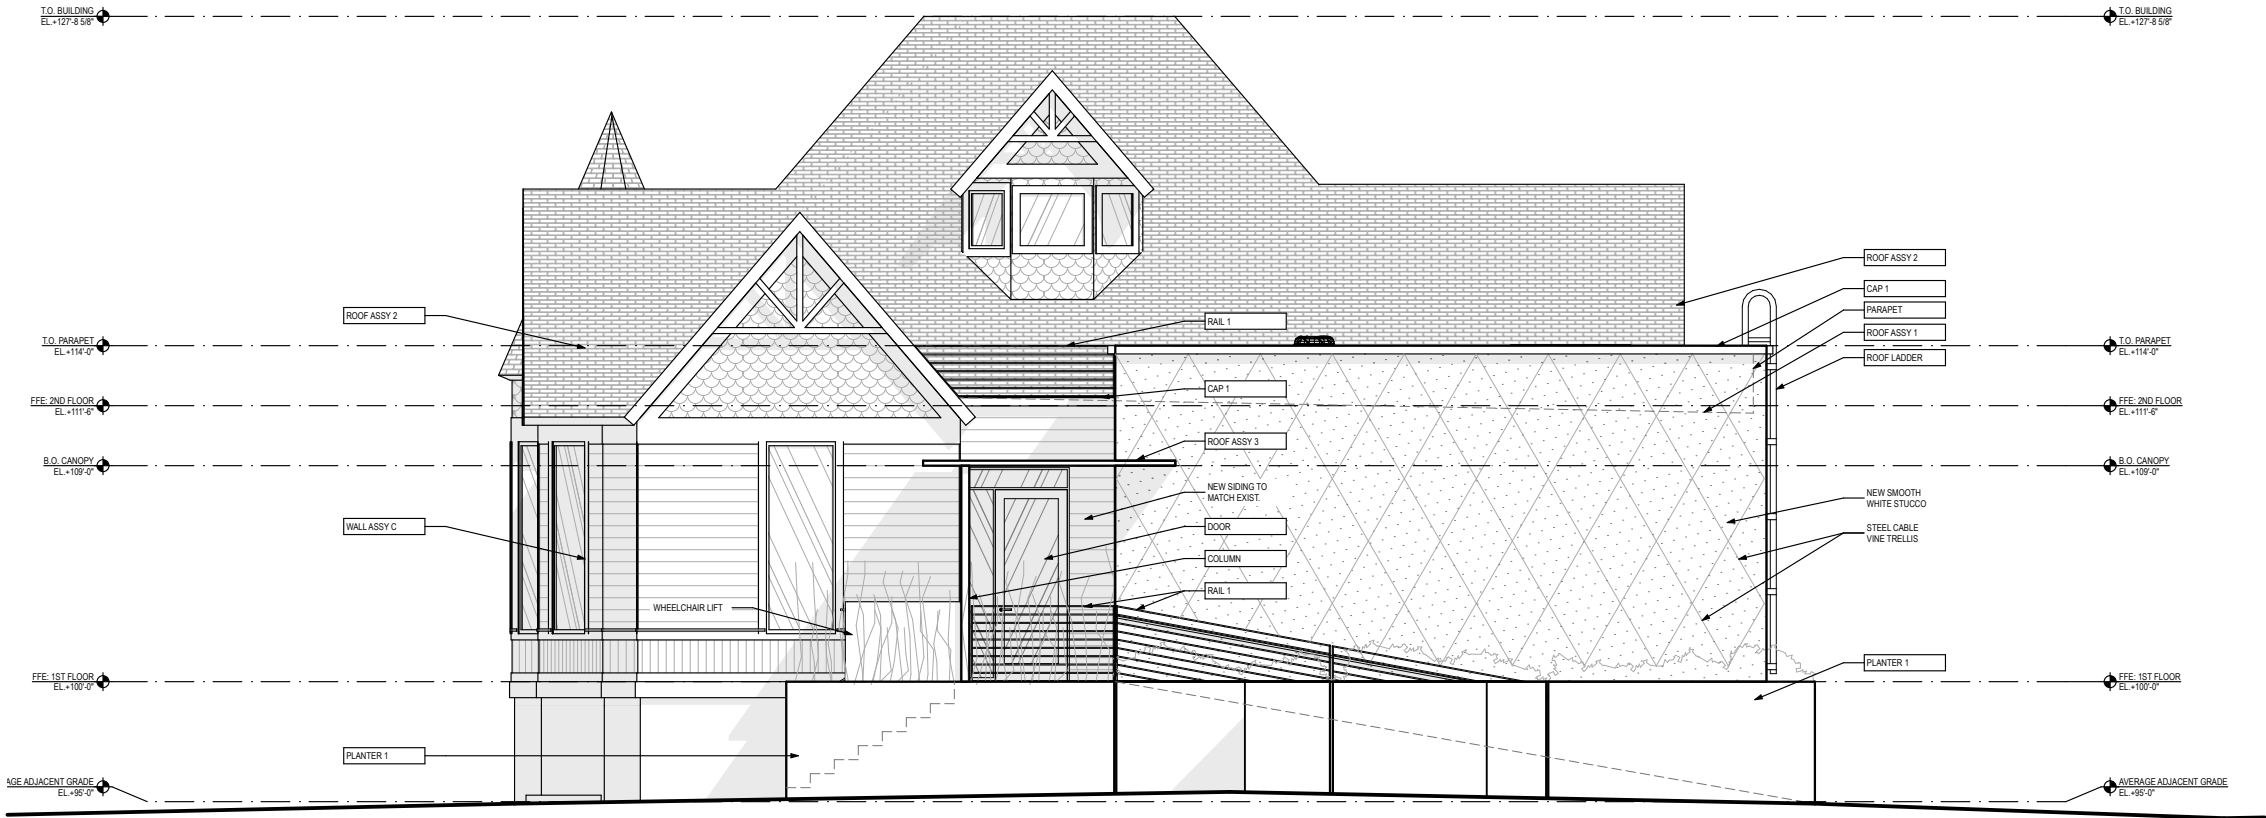 T.O. BUILDING
EL.+127'-8 5/8"
T.O. BUILDING
EL.+127'-8 5/8"
ROOF ASSY 2
CAP 1
PARAPET
ROOF ASSY 1
ROOF LADDER
ROOF ASSY 2
RAIL 1
T.O. PARAPET
EL.+114'-0"
T.O. PARAPET
EL.+114'-0"
CAP 1
FFE: 2ND FLOOR
EL.+111'-6"
FFE: 2ND FLOOR
EL.+111'-6"
ROOF ASSY 3
B.O. CANOPY
EL.+109'-0"
B.O. CANOPY
EL.+109'-0"
NEW SIDING TO
MATCH EXIST.
NEW SMOOTH
WHITE STUCCO
WALL ASSY C
DOOR
STEEL CABLE
VINE TRELLIS
COLUMN
RAIL 1
WHEELCHAIR LIFT
PLANTER 1
FFE: 1ST FLOOR
EL.+100'-0"
FFE: 1ST FLOOR
EL.+100'-0"
PLANTER 1
AGE ADJACENT GRADE
EL.+95'-0"
AVERAGE ADJACENT GRADE
EL.+95'-0"